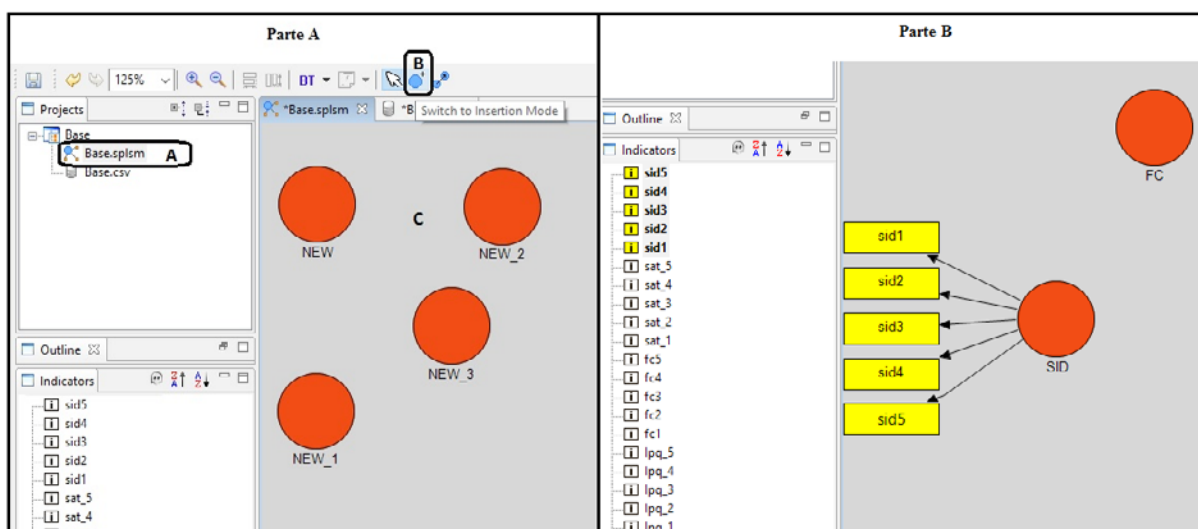 Parte A
B
125%
DT
Projects
*Base.splsm
*B
Switch to Insertion Mode
Base
Base.splsm A
Base.csv
C
NEW
NEW_2
NEW_3
NEW_1
Outline
Indicators
sid5
sid4
sid3
sid2
sid1
sat_5
sat_4
Parte B
Outline
Indicators
sid5
sid4
sid3
sid2
sid1
sat_5
sat_4
sat_3
sat_2
sat_1
fc5
fc4
fc3
fc2
fc1
lpq_5
lpq_4
lpq_3
lpq_2
lpq_1
FC
sid1
sid2
sid3
sid4
sid5
SID